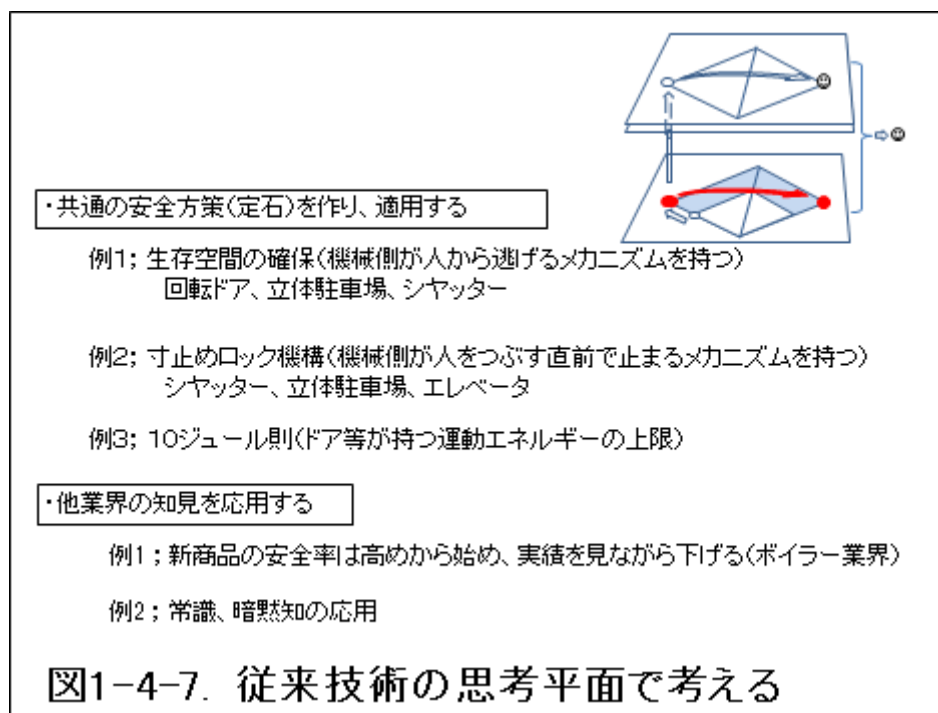 ・共通の安全方策(定石)を作り、適用する
例1; 生存空間の確保(機械側が人から逃げるメカニズムを持つ)
回転ドア、立体駐車場、シヤッター
例2; 寸止めロック機構(機械側が人をつぶす直前で止まるメカニズムを持つ)
シヤッター、立体駐車場、エレベータ
例3; 10ジュール則(ドア等が持つ運動エネルギーの上限)
・他業界の知見を応用する
例1；新商品の安全率は高めから始め、実績を見ながら下げる(ボイラー業界)
例2；常識、暗黙知の応用
図1-4-7. 従来技術の思考平面で考える